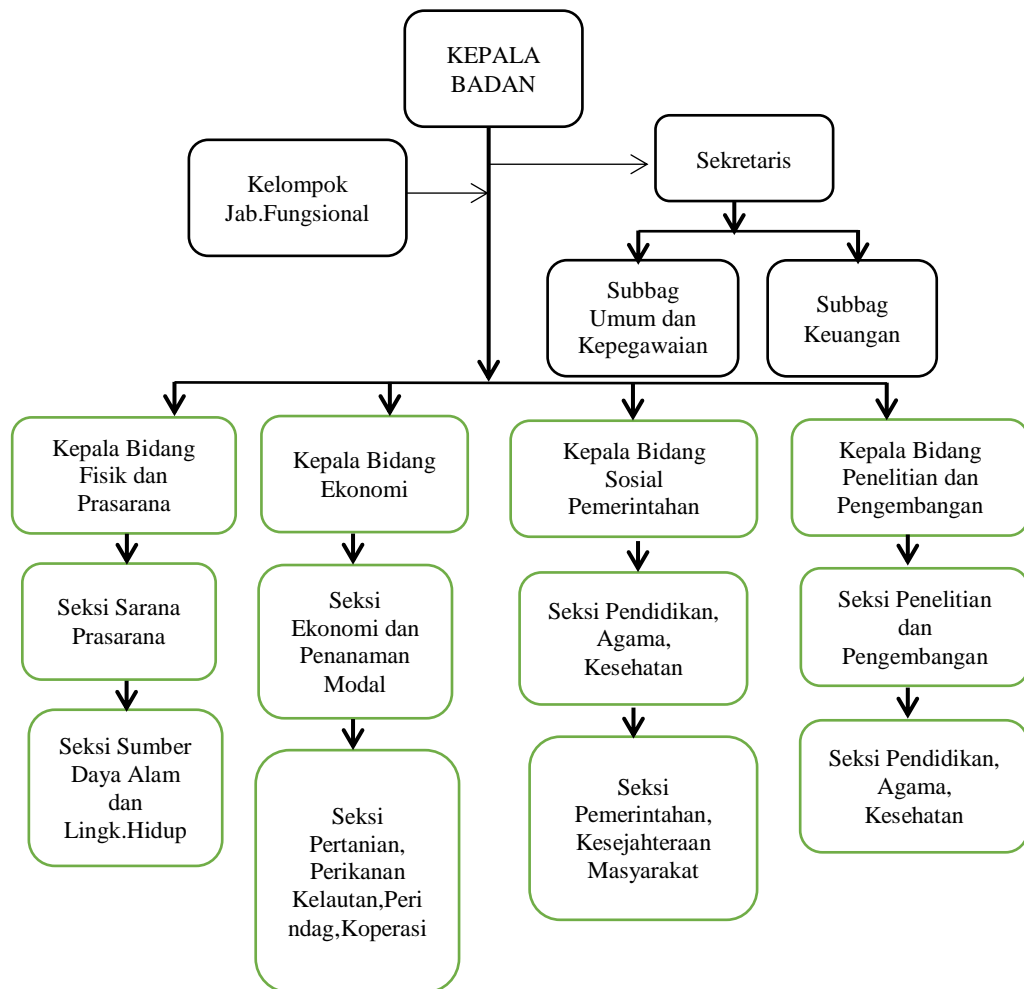 KEPALA
BADAN
Sekretaris
Kelompok
Jab.Fungsional
Subbag
Umum dan
Kepegawaian
Subbag
Keuangan
Kepala Bidang
Fisik dan
Prasarana
Kepala Bidang
Ekonomi
Kepala Bidang
Sosial
Pemerintahan
Kepala Bidang
Penelitian dan
Pengembangan
Seksi Sarana
Prasarana
Seksi
Ekonomi dan
Penanaman
Modal
Seksi Pendidikan,
Agama,
Kesehatan
Seksi Penelitian
dan
Pengembangan
Seksi Sumber
Daya Alam
dan
Lingk.Hidup
Seksi
Pertanian,
Perikanan
Kelautan,Peri
ndag,Koperasi
Seksi
Pemerintahan,
Kesejahteraan
Masyarakat
Seksi Pendidikan,
Agama,
Kesehatan